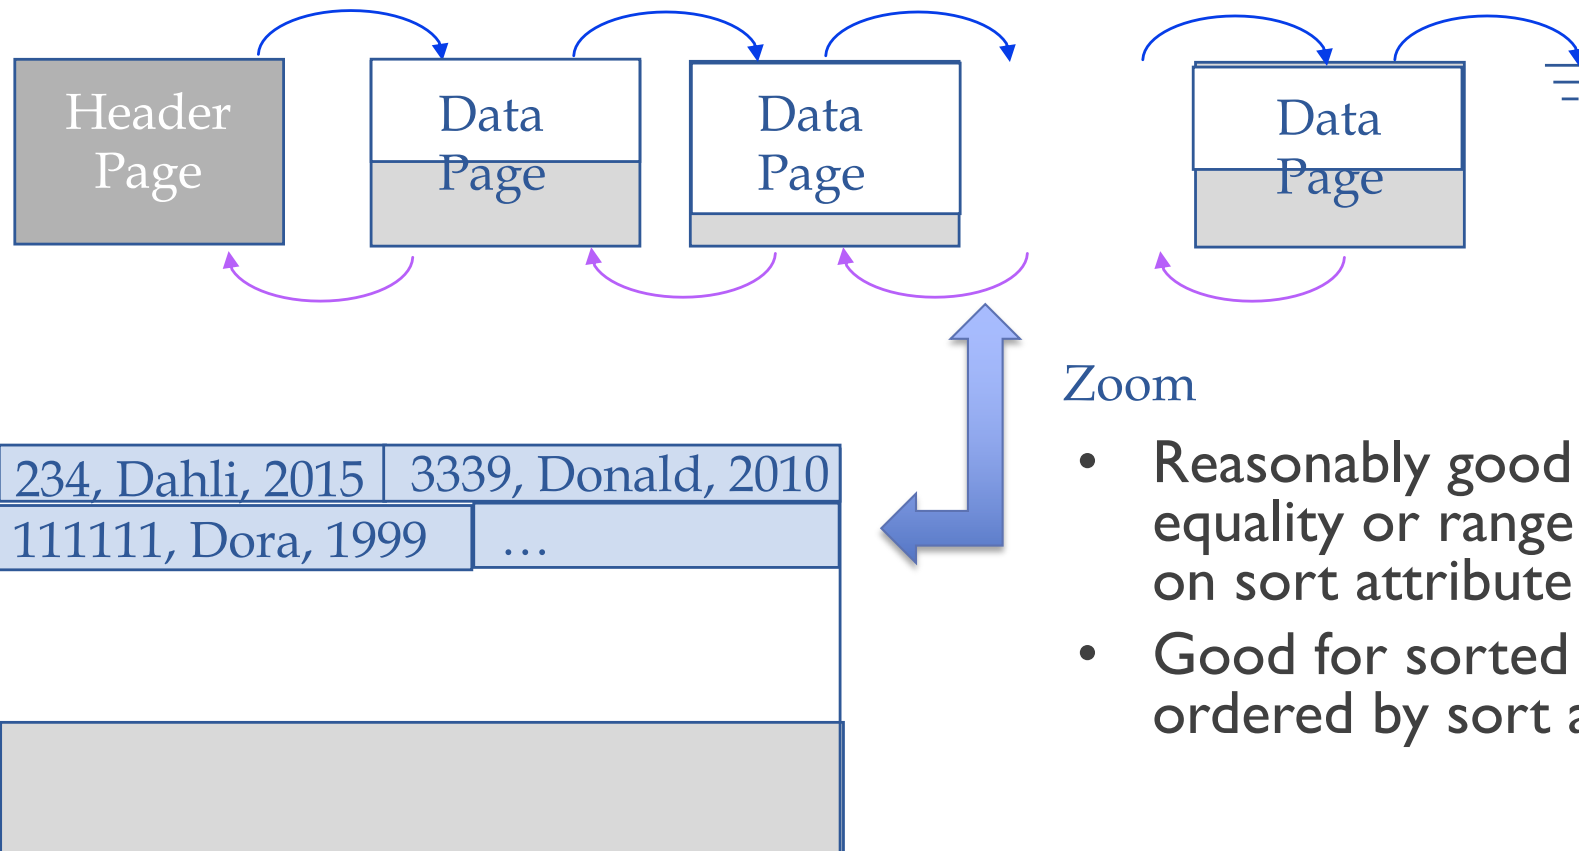 Header
Page
Data
Page
Data
Page
Data
Page
Zoom
234, Dahli, 2015
3339, Donald, 2010
111111, Dora, 1999
…
• Reasonably good
equality or range
on sort attribute
• Good for sorted
ordered by sort